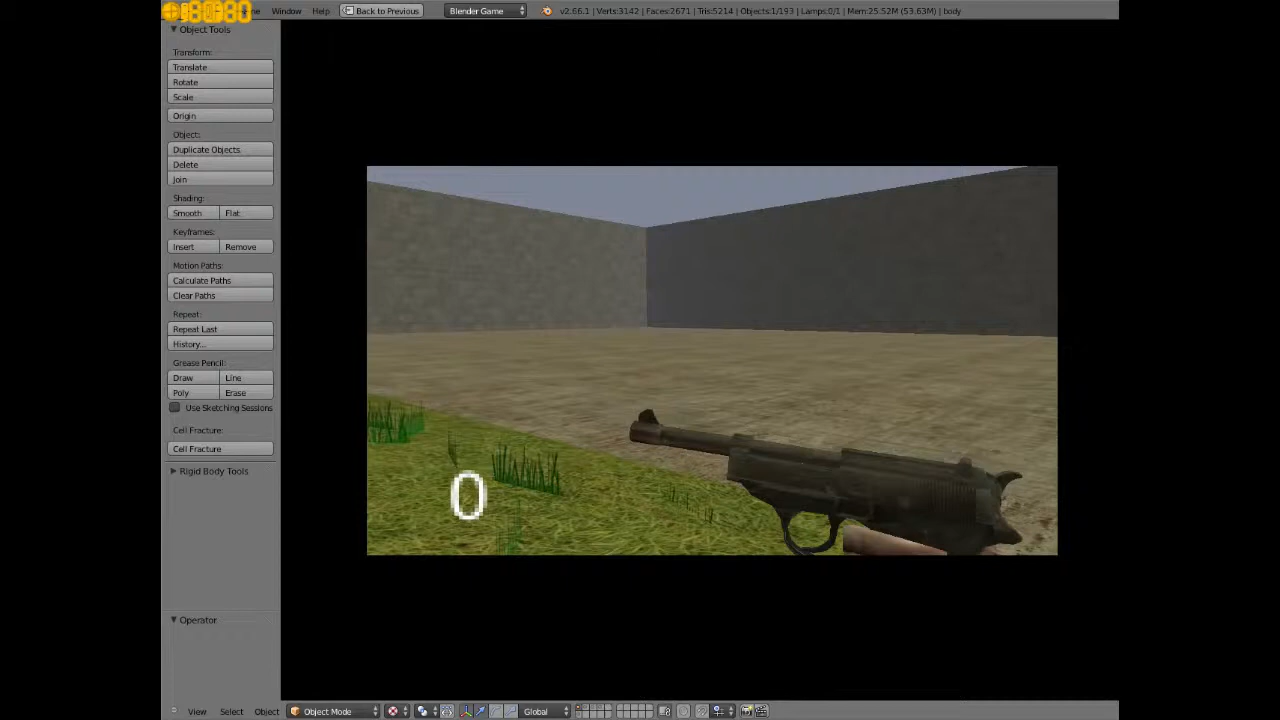 Window Help Back to Previous Blender Game v2.66.1 | Verts:3142 | Faces:2671 | Tris:5214 | Objects:1/193 | Lamps:0/1 | Mem:25.52M (53.63M) | body
Object Tools
Transform:
Translate
Rotate
Scale
Origin
Object:
Duplicate Objects
Delete
Join
Shading:
Smooth Flat
Keyframes:
Insert Remove
Motion Paths:
Calculate Paths
Clear Paths
Repeat:
Repeat Last
History...
Grease Pencil:
Draw Line
Poly Erase
Use Sketching Sessions
Cell Fracture:
Cell Fracture
Rigid Body Tools
0
Operator
View Select Object Object Mode Global